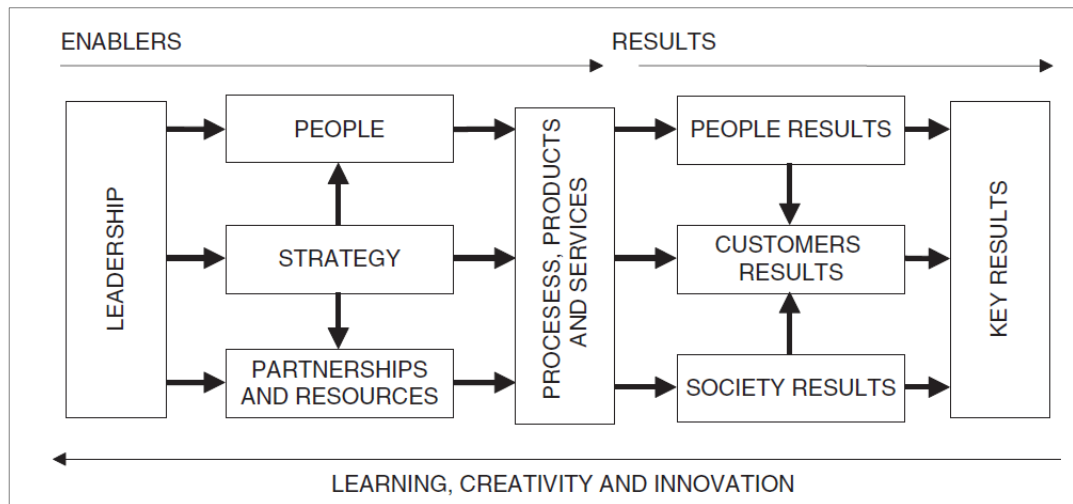 ENABLERS
RESULTS
LEADERSHIP
PEOPLE
STRATEGY
PARTNERSHIPS
AND RESOURCES
PROCESESS, PRODUCTS
AND SERVICES
PEOPLE RESULTS
CUSTOMERS
RESULTS
SOCIETY RESULTS
KEY RESULTS
LEARNING, CREATIVITY AND INNOVATION